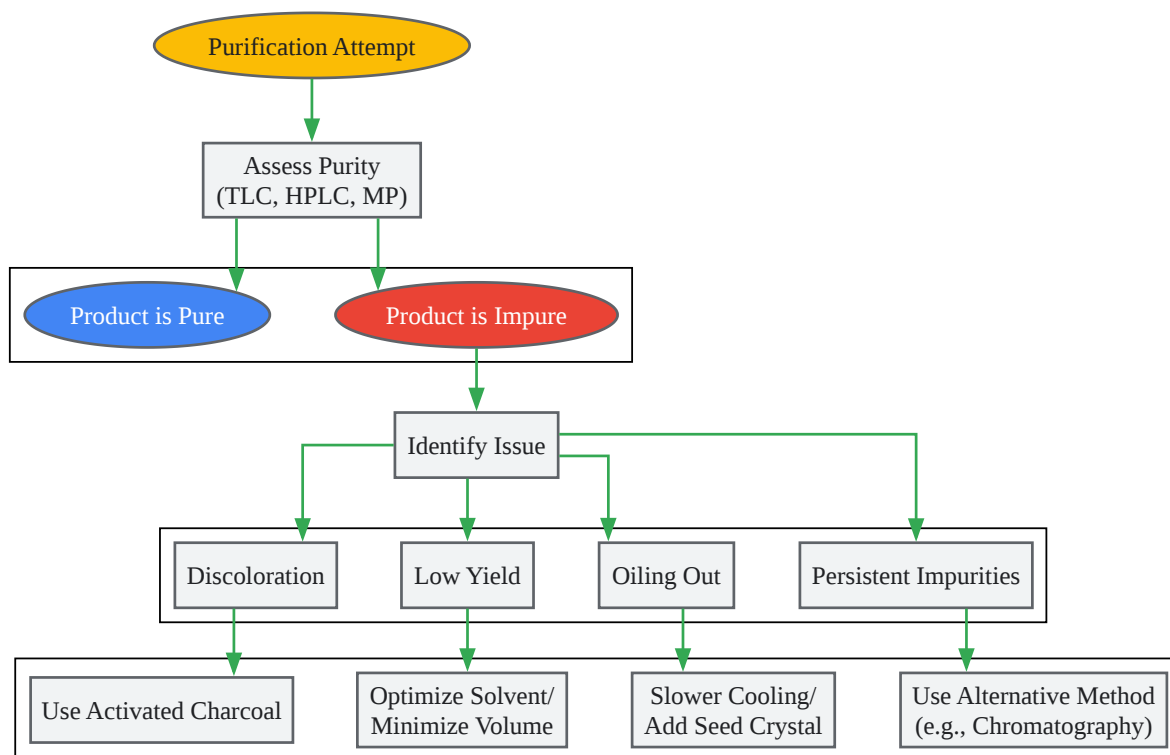 Purification Attempt
Assess Purity
(TLC, HPLC, MP)
Product is Pure
Product is Impure
Identify Issue
Discoloration
Low Yield
Oiling Out
Persistent Impurities
Use Activated Charcoal
Optimize Solvent/
Minimize Volume
Slower Cooling/
Add Seed Crystal
Use Alternative Method
(e.g., Chromatography)